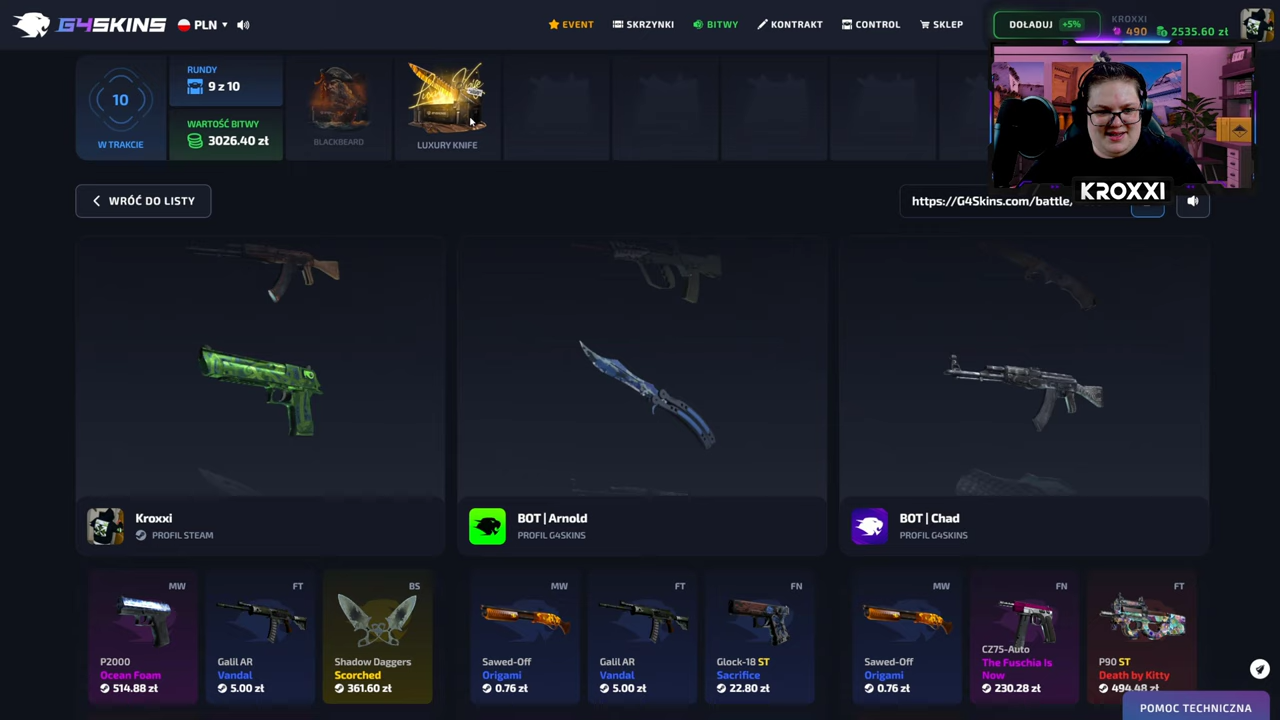 G4SKINS
PLN
EVENT
SKRZYNKI
BITWY
KONTRAKT
CONTROL
SKLEP
DOŁADUJ +5%
KROXXI
490 2535.60 zł
10
W TRAKCIE
RUNDY
9 z 10
WARTOŚĆ BITWY
3026.40 zł
BLACKBEARD
LUXURY KNIFE
KROXXI
WRÓĆ DO LISTY
https://G4Skins.com/battle/
Kroxxi
PROFIL STEAM
BOT | Arnold
PROFIL G4SKINS
BOT | Chad
PROFIL G4SKINS
MW
P2000
Ocean Foam
514.88 zł
FT
Galil AR
Vandal
5.00 zł
BS
Shadow Daggers
Scorched
361.60 zł
MW
Sawed-Off
Origami
0.76 zł
FT
Galil AR
Vandal
5.00 zł
FN
Glock-18 ST
Sacrifice
22.80 zł
MW
Sawed-Off
Origami
0.76 zł
FN
CZ75-Auto
The Fuschia Is
Now
230.28 zł
FT
P90 ST
Death by Kitty
494.48 zł
POMOC TECHNICZNA